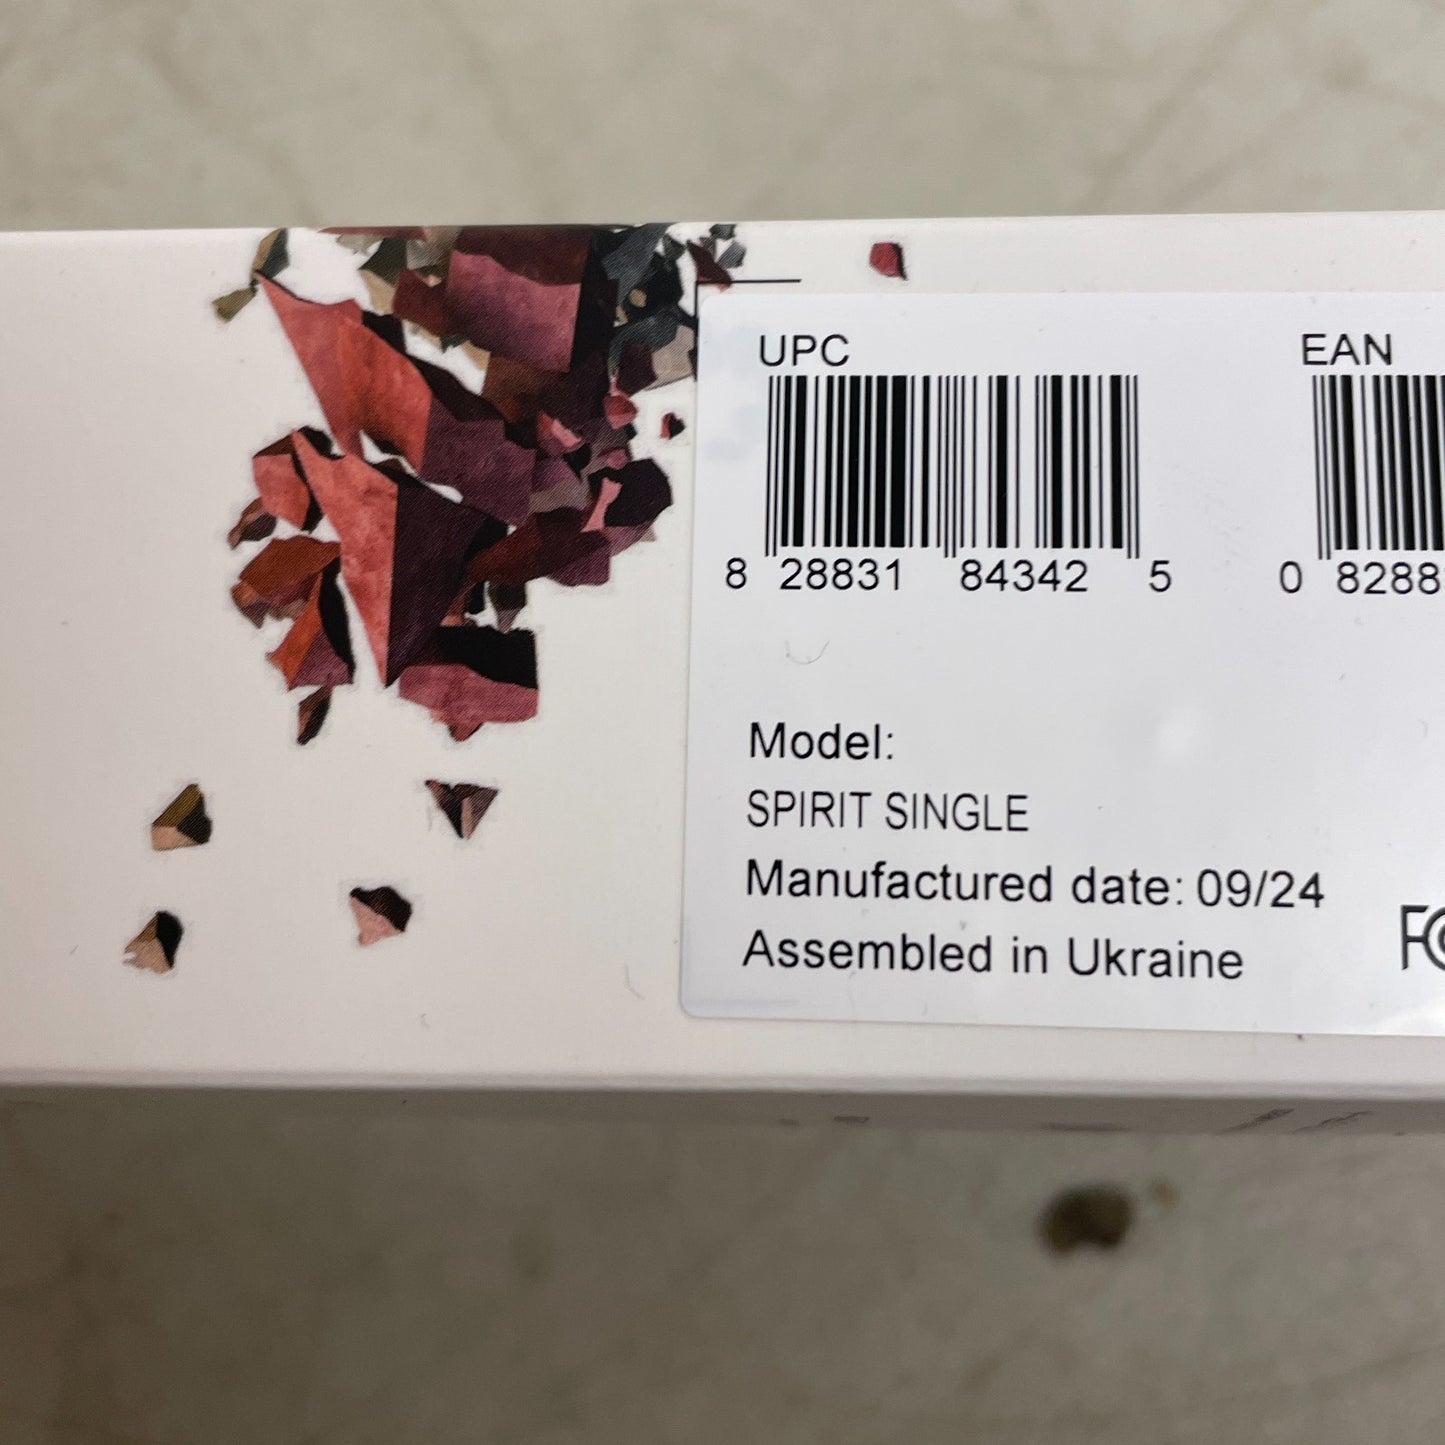 UPC EAN
8 28831 84342 5 0 8288
Model:
SPIRIT SINGLE
Manufactured date: 09/24
Assembled in Ukraine